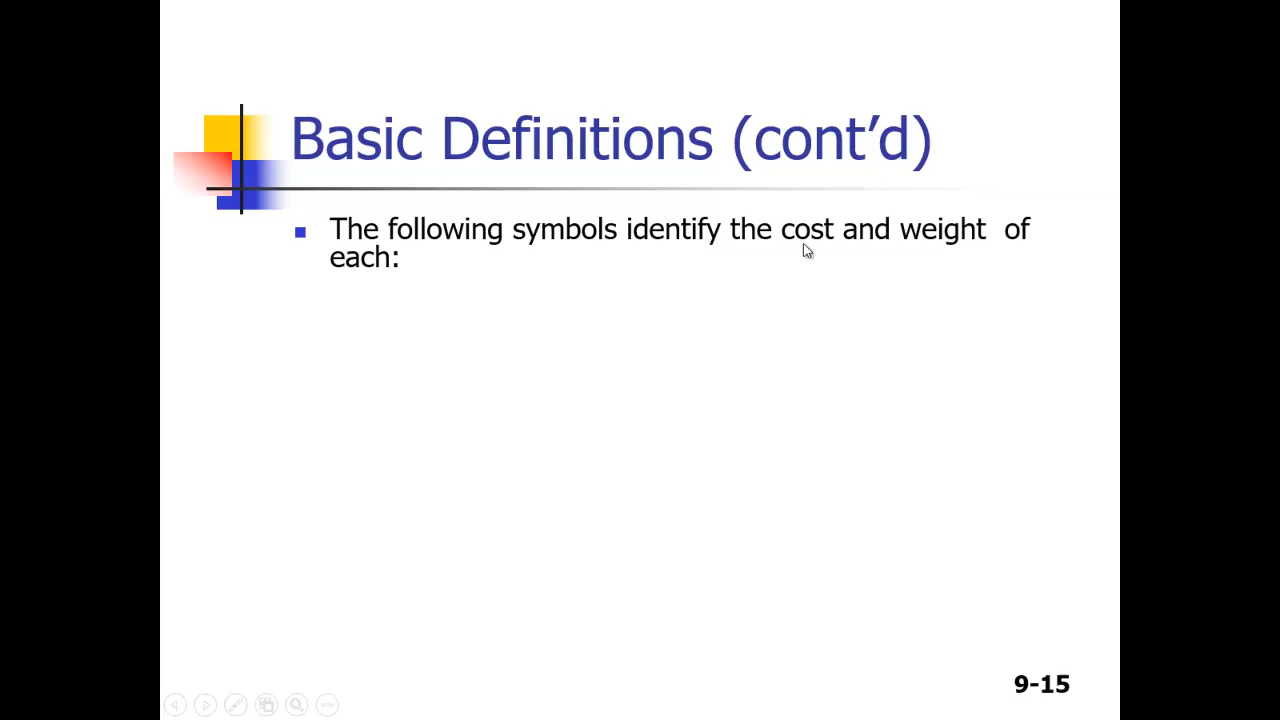 Basic Definitions (cont’d)
The following symbols identify the cost and weight of
each:
9-15